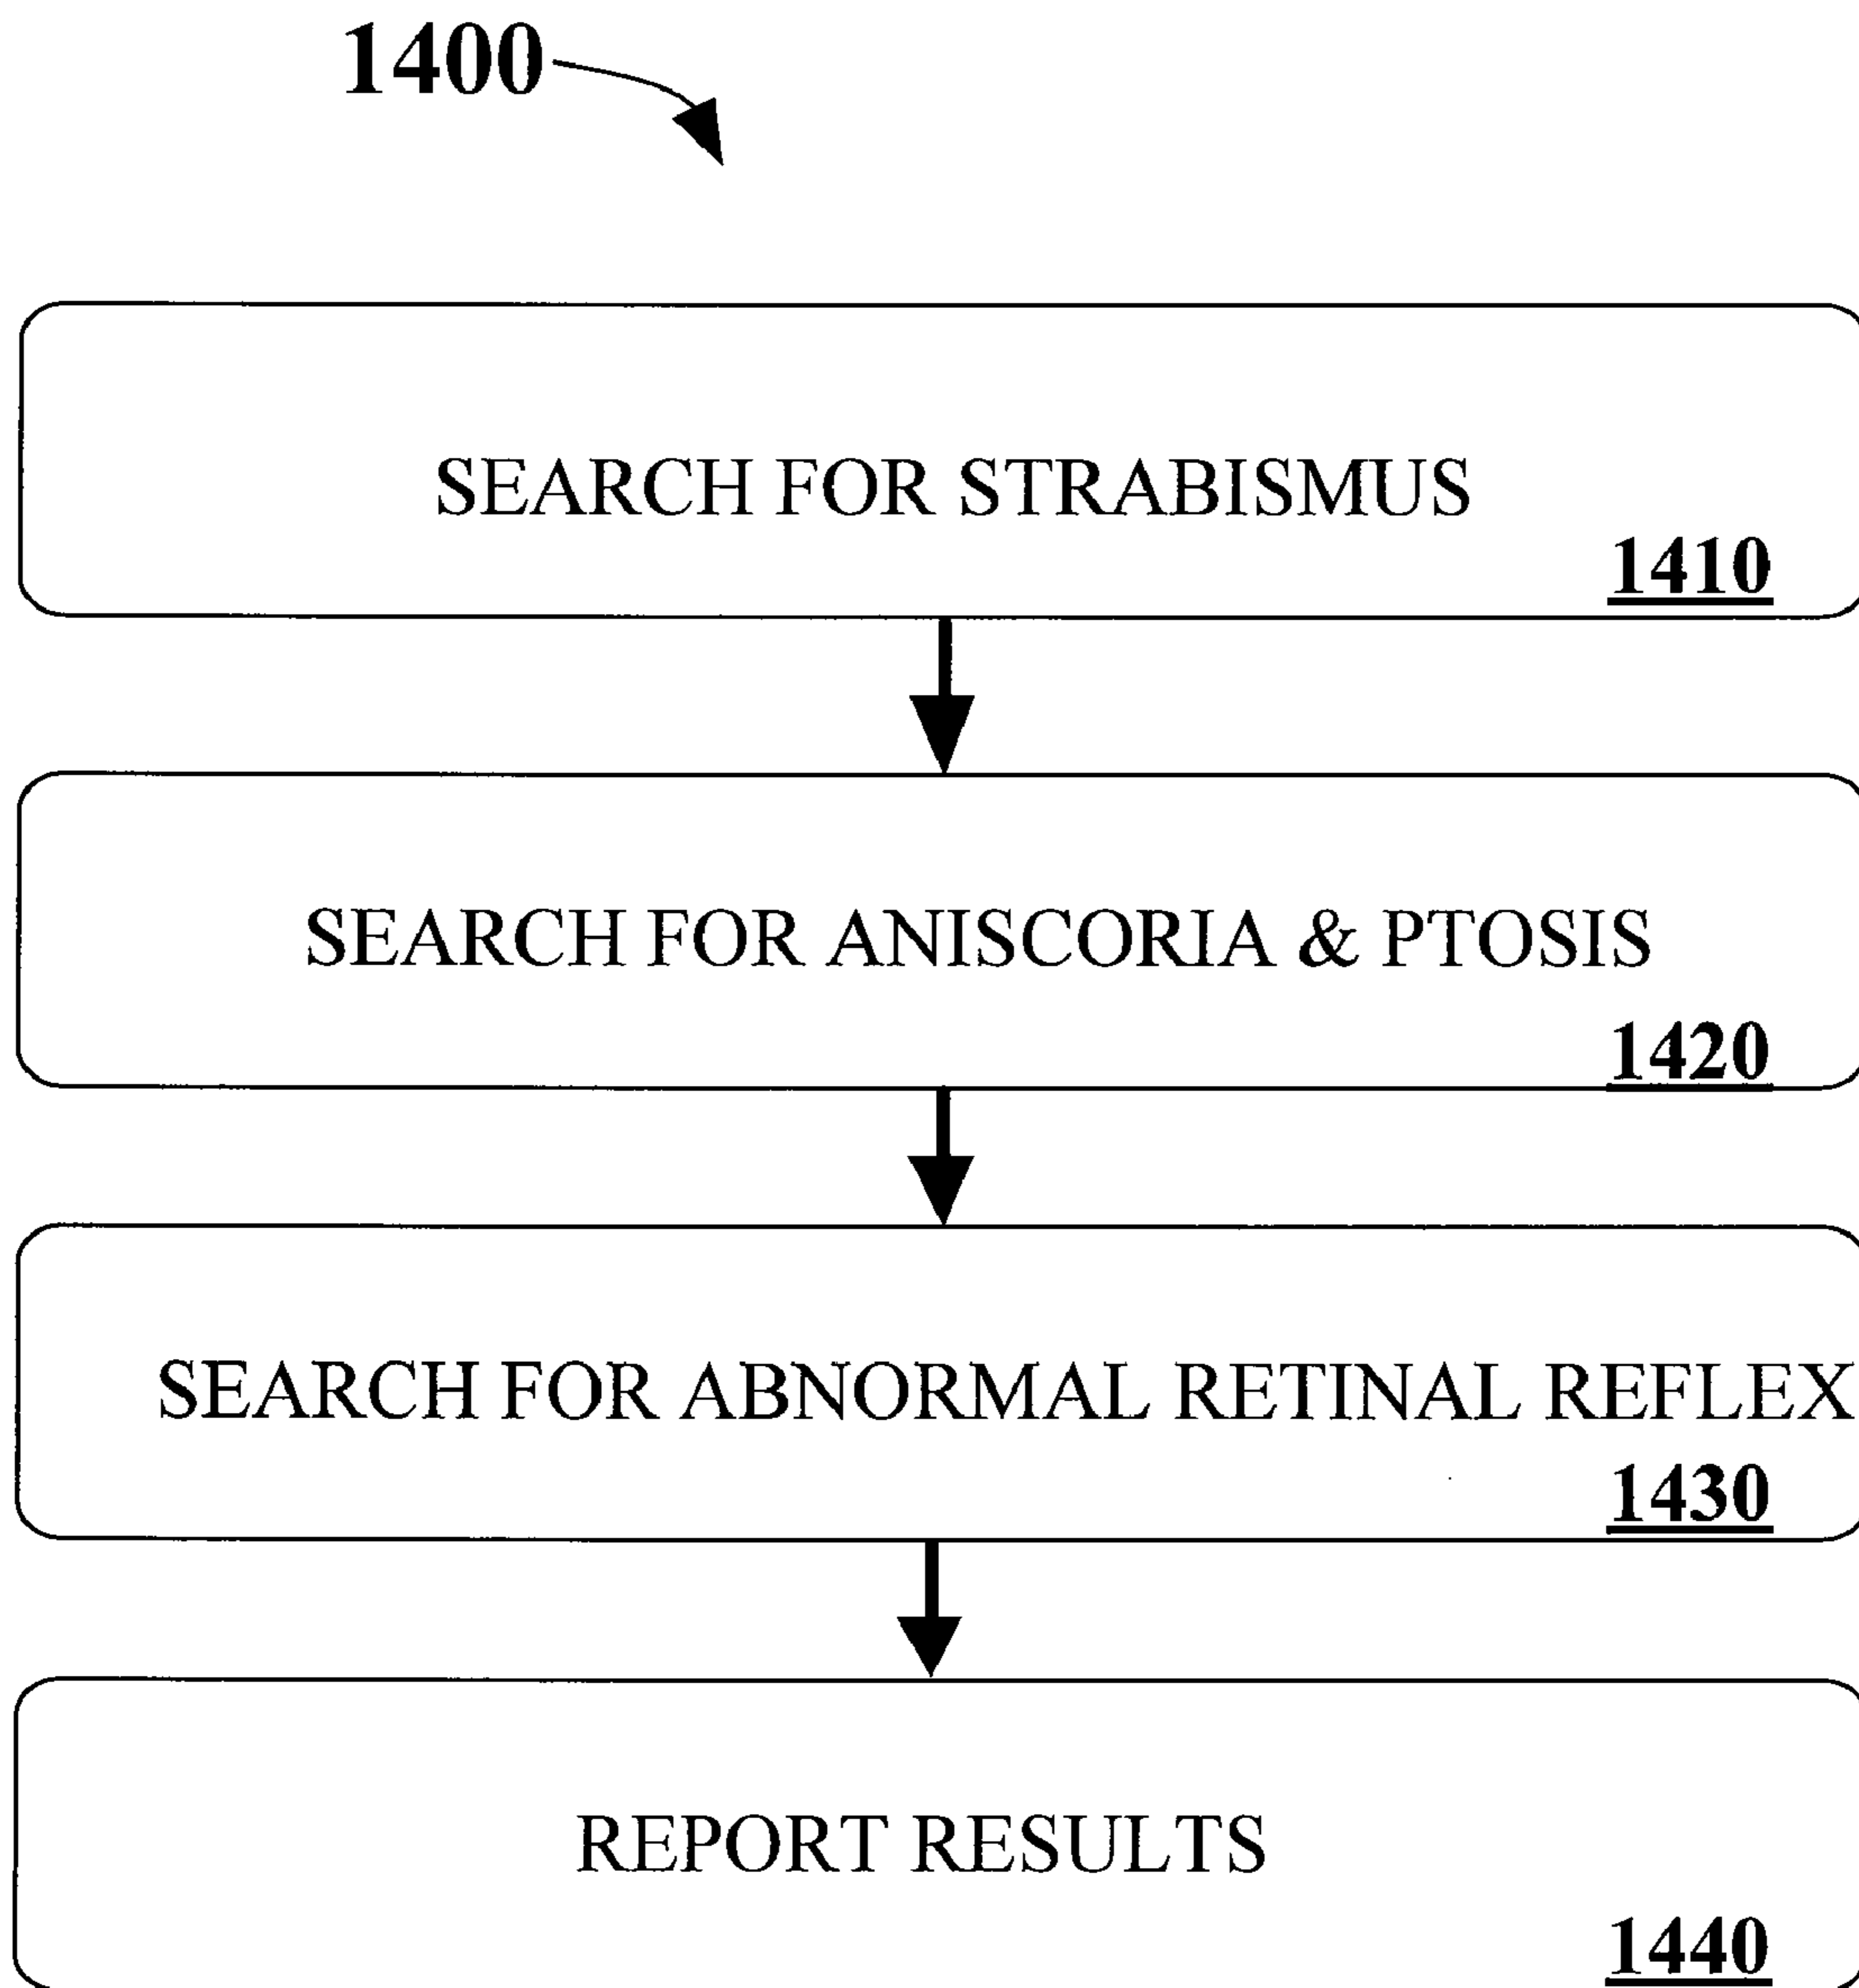 1400
SEARCH FOR STRABISMUS
1410
SEARCH FOR ANISCORIA & PTOSIS
1420
SEARCH FOR ABNORMAL RETINAL REFLEX
1430
REPORT RESULTS
1440